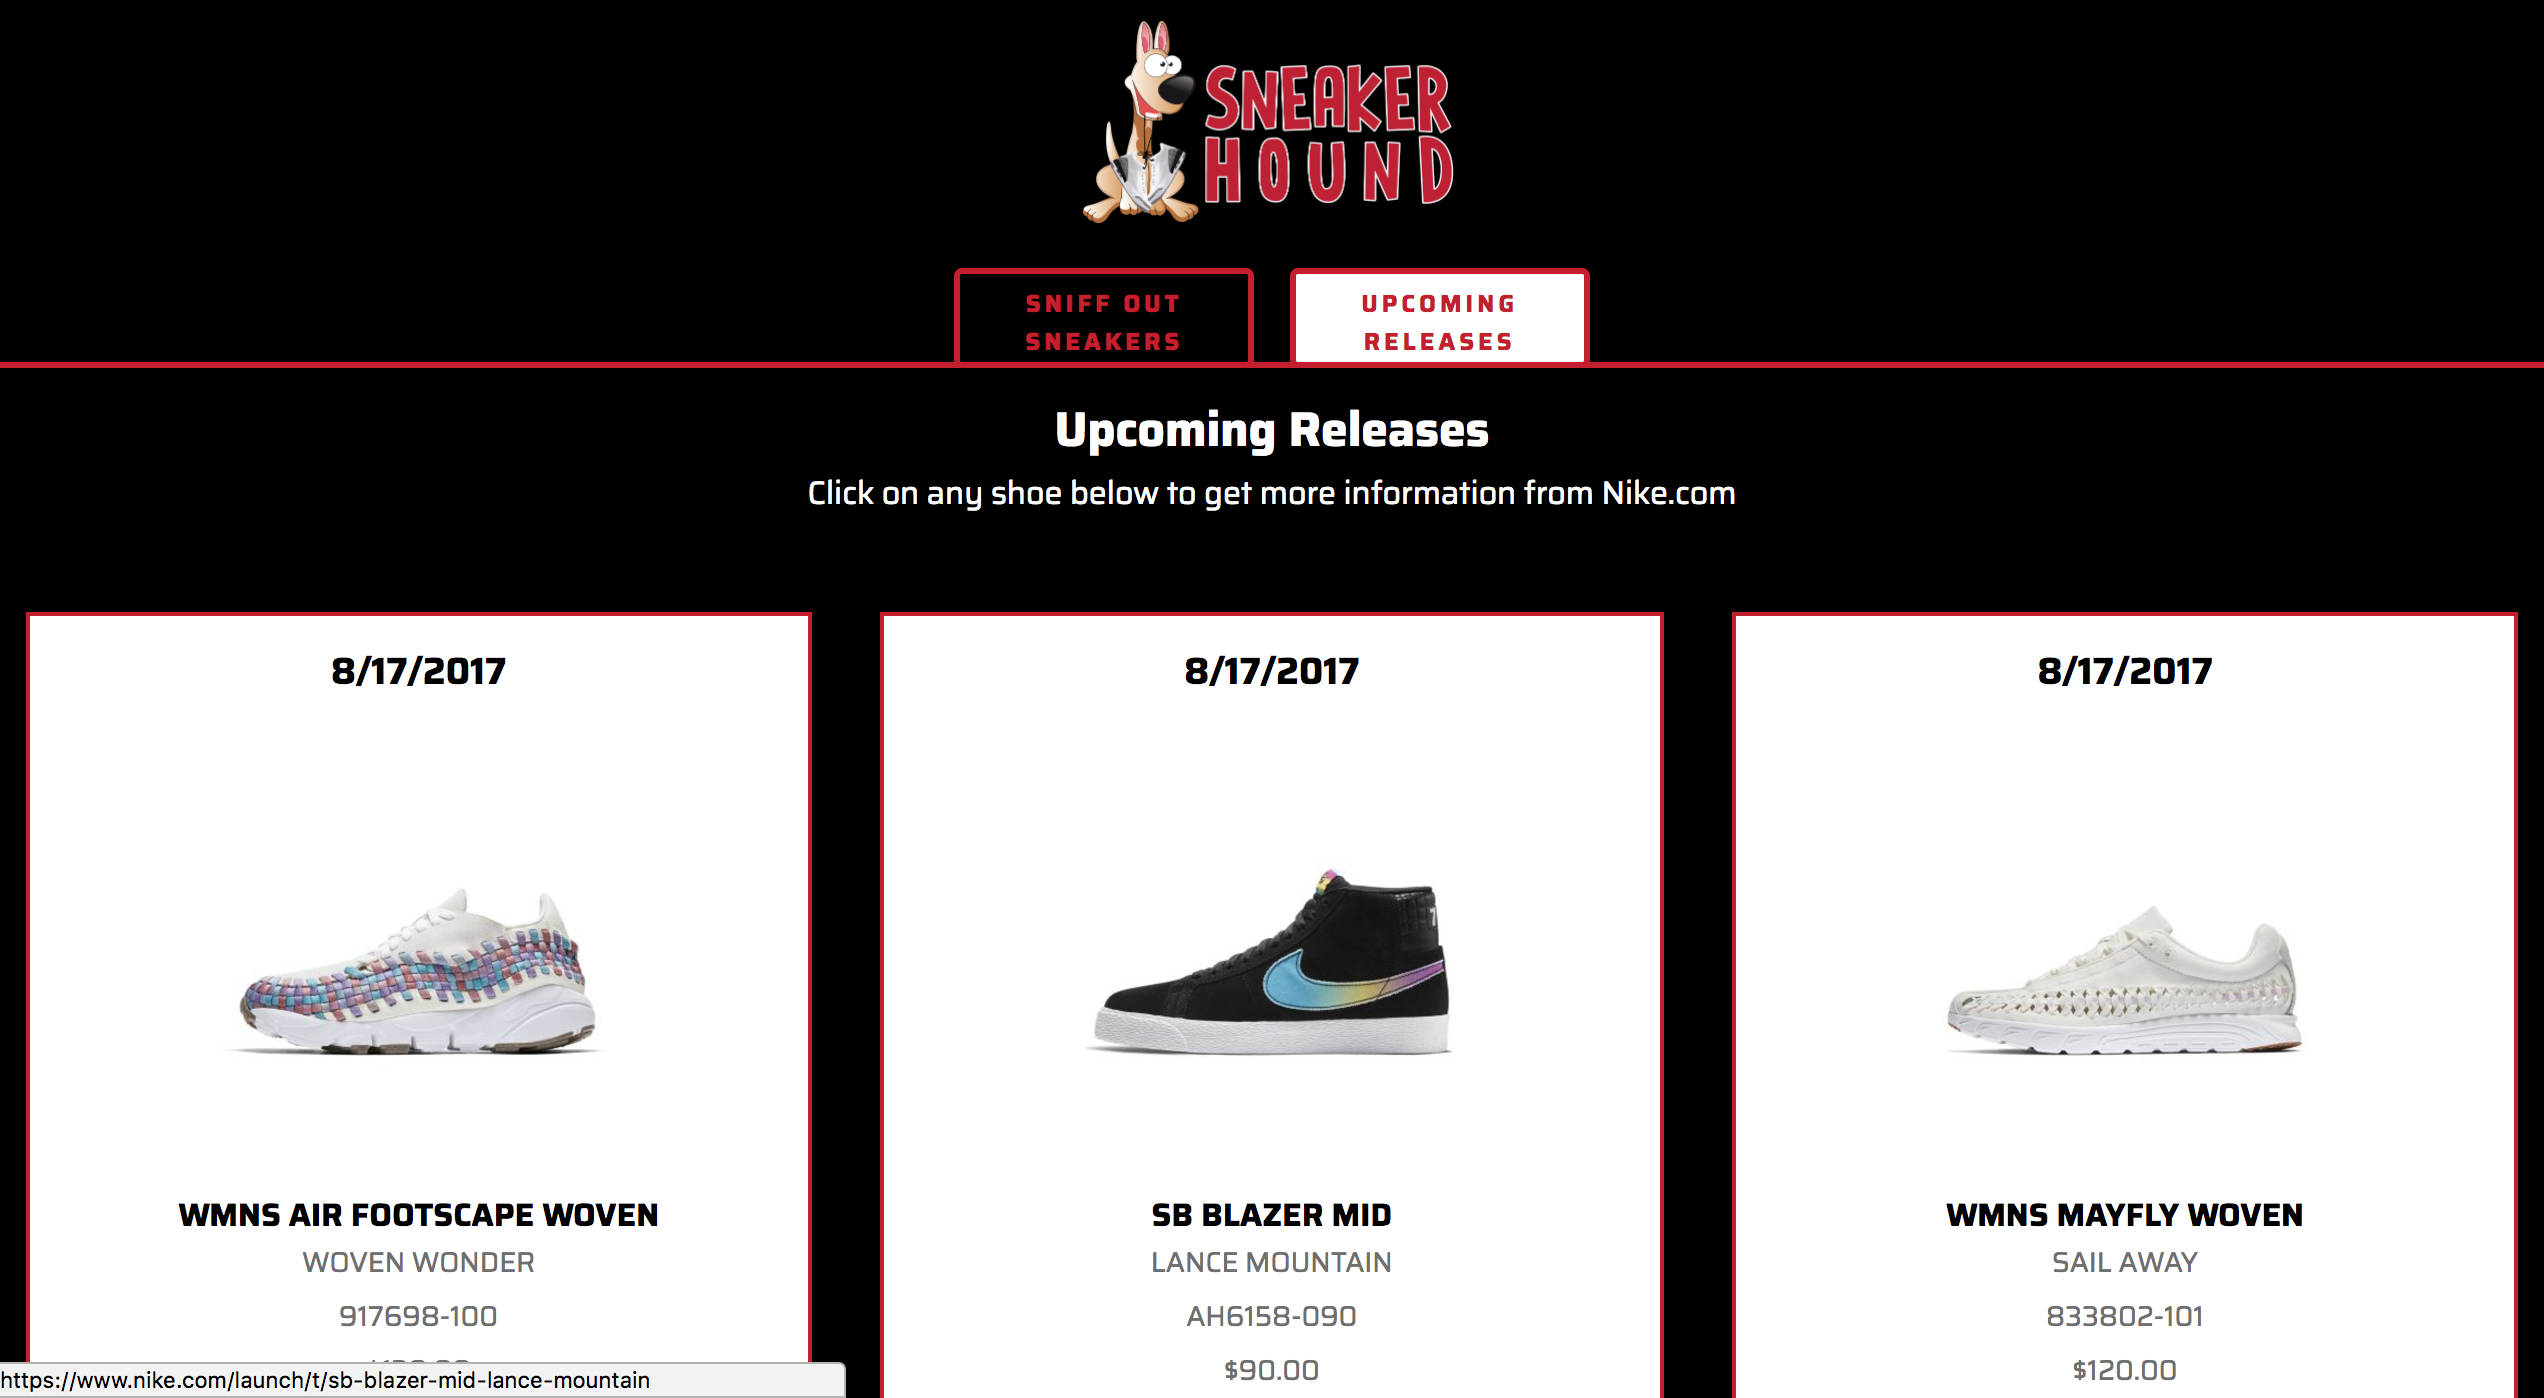 SNEAKER
HOUND
SNIFF OUT
SNEAKERS
UPCOMING
RELEASES
Upcoming Releases
Click on any shoe below to get more information from Nike.com
8/17/2017
8/17/2017
8/17/2017
WMNS AIR FOOTSCAPE WOVEN
WOVEN WONDER
917698-100
SB BLAZER MID
LANCE MOUNTAIN
AH6158-090
$90.00
WMNS MAYFLY WOVEN
SAIL AWAY
833802-101
$120.00
https://www.nike.com/launch/t/sb-blazer-mid-lance-mountain